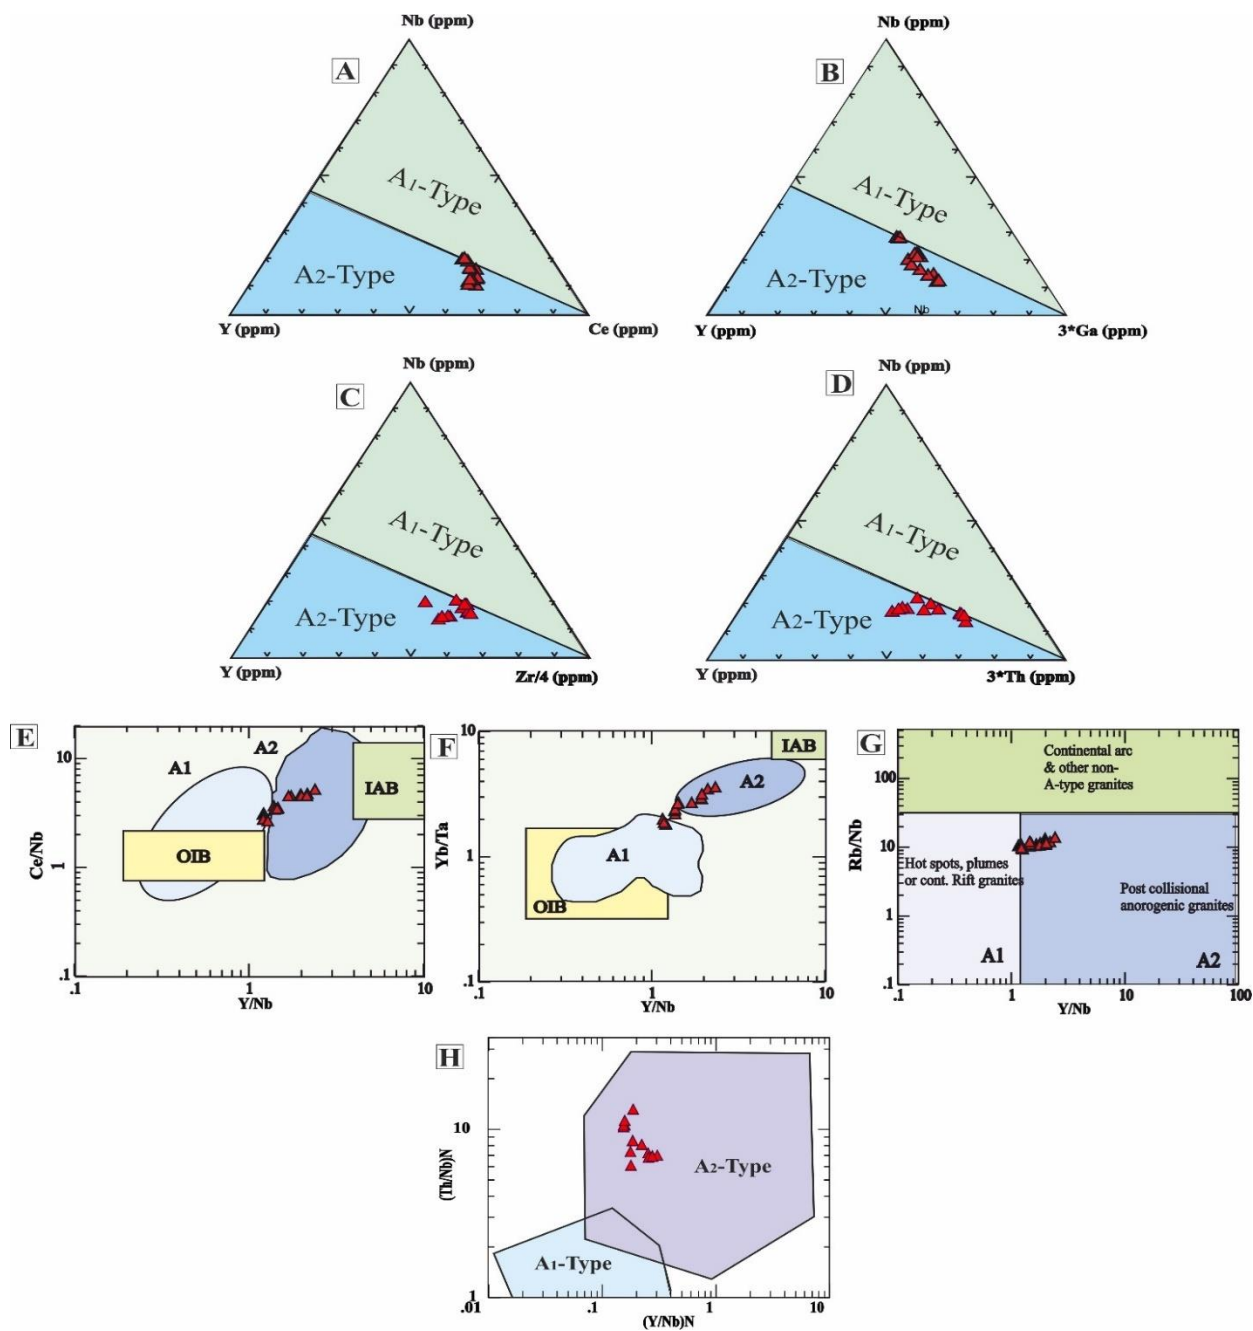 Nb (ppm)
A
A1-Type
A2-Type
Y (ppm)
Ce (ppm)
Nb (ppm)
B
A1-Type
A2-Type
Nb
Y (ppm)
3*Ga (ppm)
Nb (ppm)
C
A1-Type
A2-Type
Y (ppm)
Zr/4 (ppm)
Nb (ppm)
D
A1-Type
A2-Type
Y (ppm)
3*Th (ppm)
E
10
A2
A1
IAB
Ce/Nb
OIB
1
.1
.1
1
10
Y/Nb
F
10
IAB
A2
Yb/Ta
1
A1
OIB
.1
1
10
Y/Nb
G
Continental arc
& other non-
A-type granites
100
Rb/Nb
10
Hot spots, plumes
or cont. Rift granites
Post collisional
anorogenic granites
1
A1
A2
.1
.1
1
10
100
Y/Nb
H
10
(Th/Nb)N
A2-Type
A1-Type
1
.01
.1
1
10
(Y/Nb)N